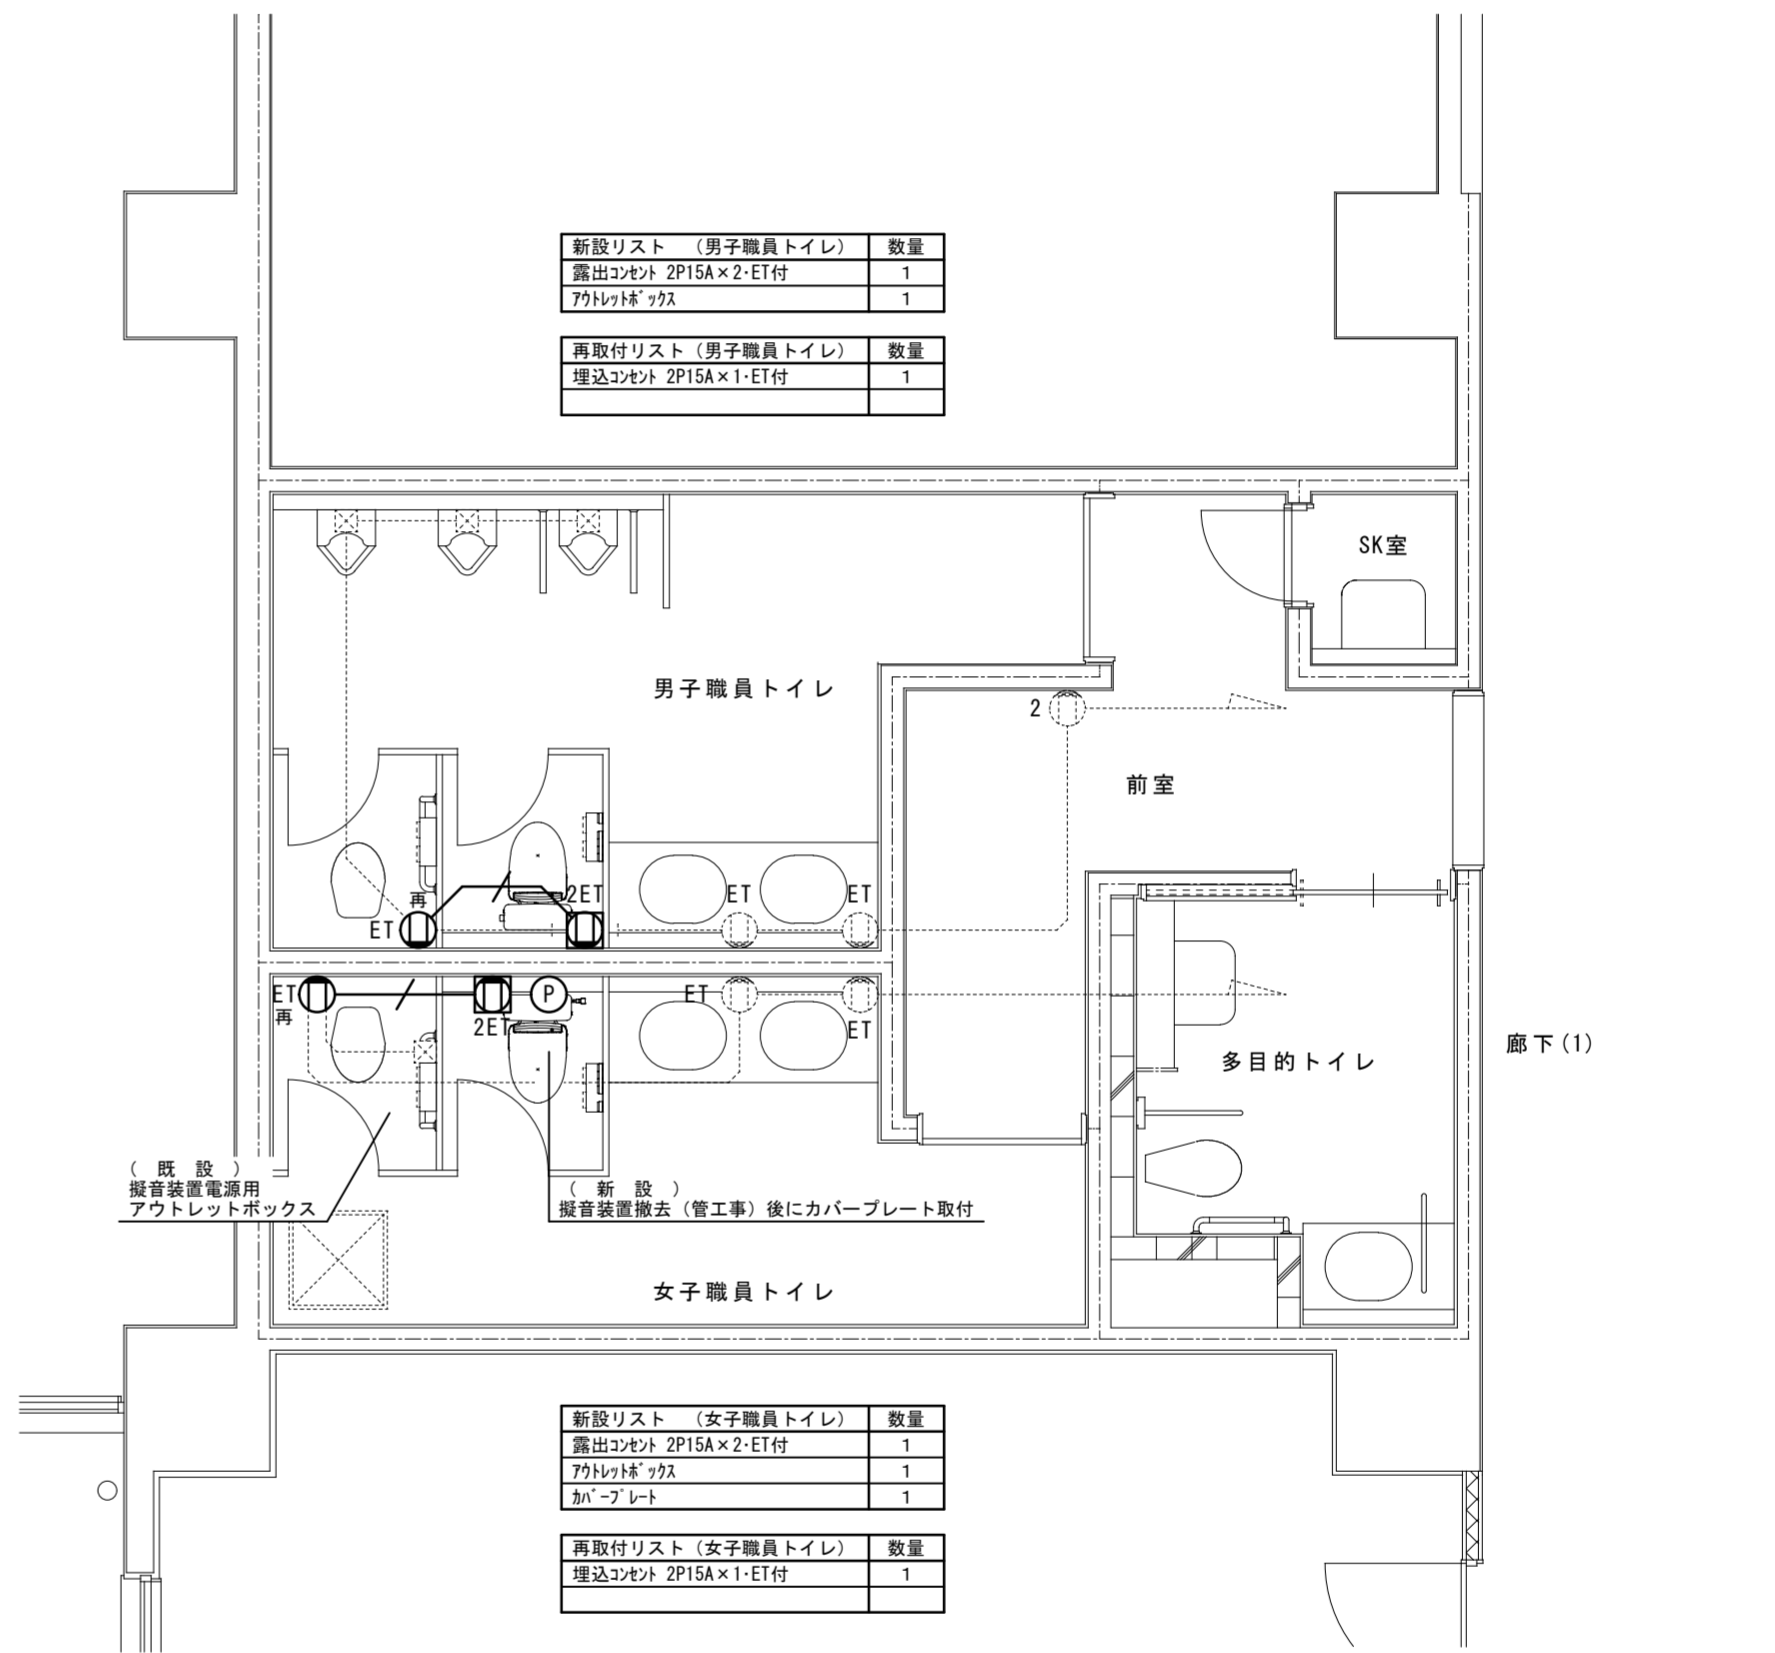 新設リスト （男子職員トイレ） 数量
露出ｺﾝｾﾝﾄ 2P15A×2･ET付 1
ｱｳﾄﾚｯﾄﾎﾞｯｸｽ 1
再取付リスト（男子職員トイレ） 数量
埋込ｺﾝｾﾝﾄ 2P15A×1･ET付 1
SK室
男子職員トイレ
2
前室
再
2ET
ET
ET
ET
ET
再
2ET
P
ET
ET
廊下(1)
多目的トイレ
（ 既 設 ）
擬音装置電源用
アウトレットボックス
（ 新 設 ）
擬音装置撤去（管工事）後にカバープレート取付
女子職員トイレ
新設リスト （女子職員トイレ） 数量
露出ｺﾝｾﾝﾄ 2P15A×2･ET付 1
ｱｳﾄﾚｯﾄﾎﾞｯｸｽ 1
ｶﾊﾞｰﾌﾟﾚｰﾄ 1
再取付リスト（女子職員トイレ） 数量
埋込ｺﾝｾﾝﾄ 2P15A×1･ET付 1